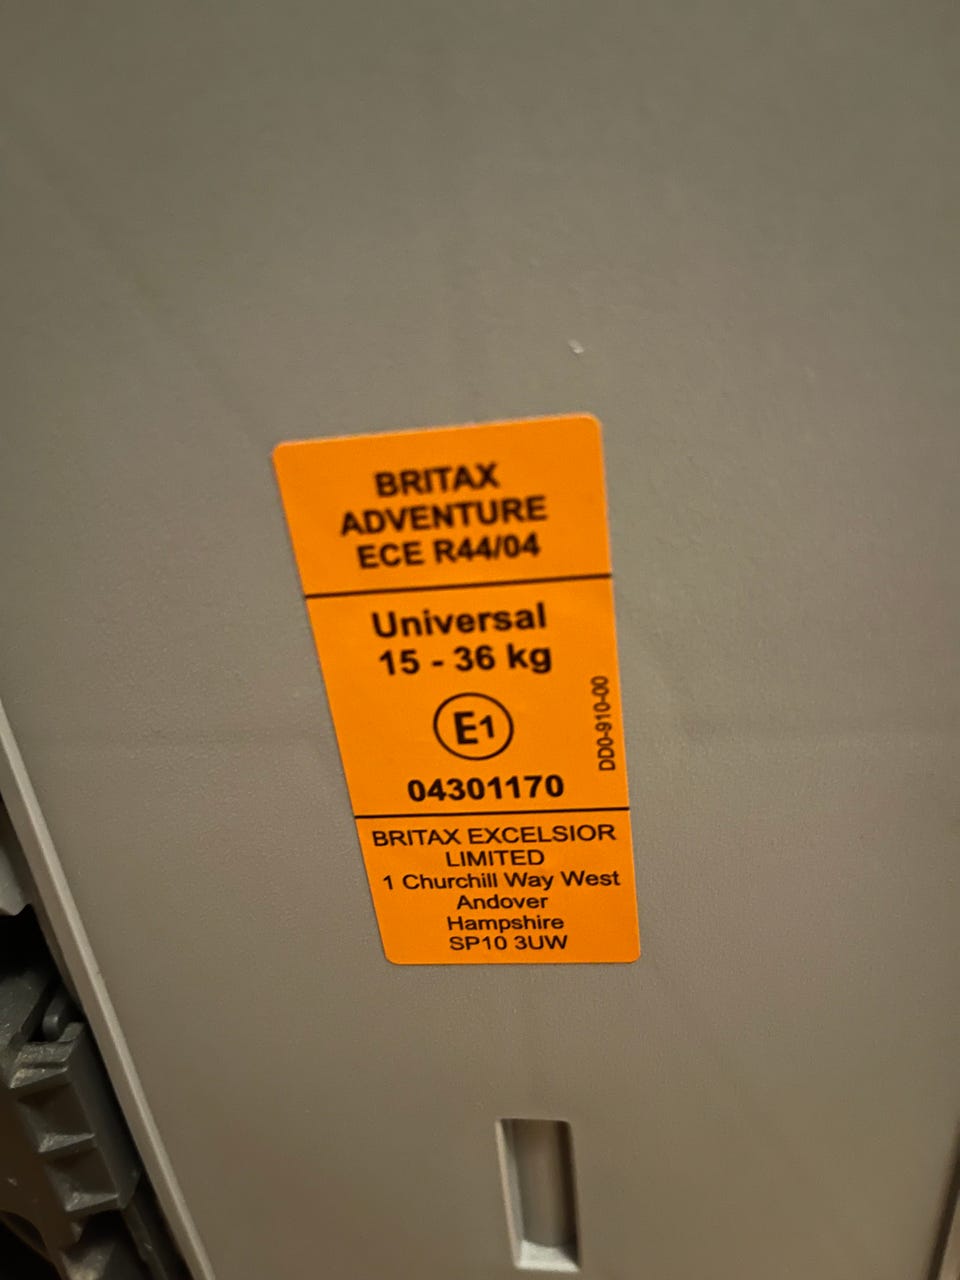 BRITAX
ADVENTURE
ECE R44/04
Universal
15 - 36 kg
E1
DD0-910-00
04301170
BRITAX EXCELSIOR
LIMITED
1 Churchill Way West
Andover
Hampshire
SP10 3UW